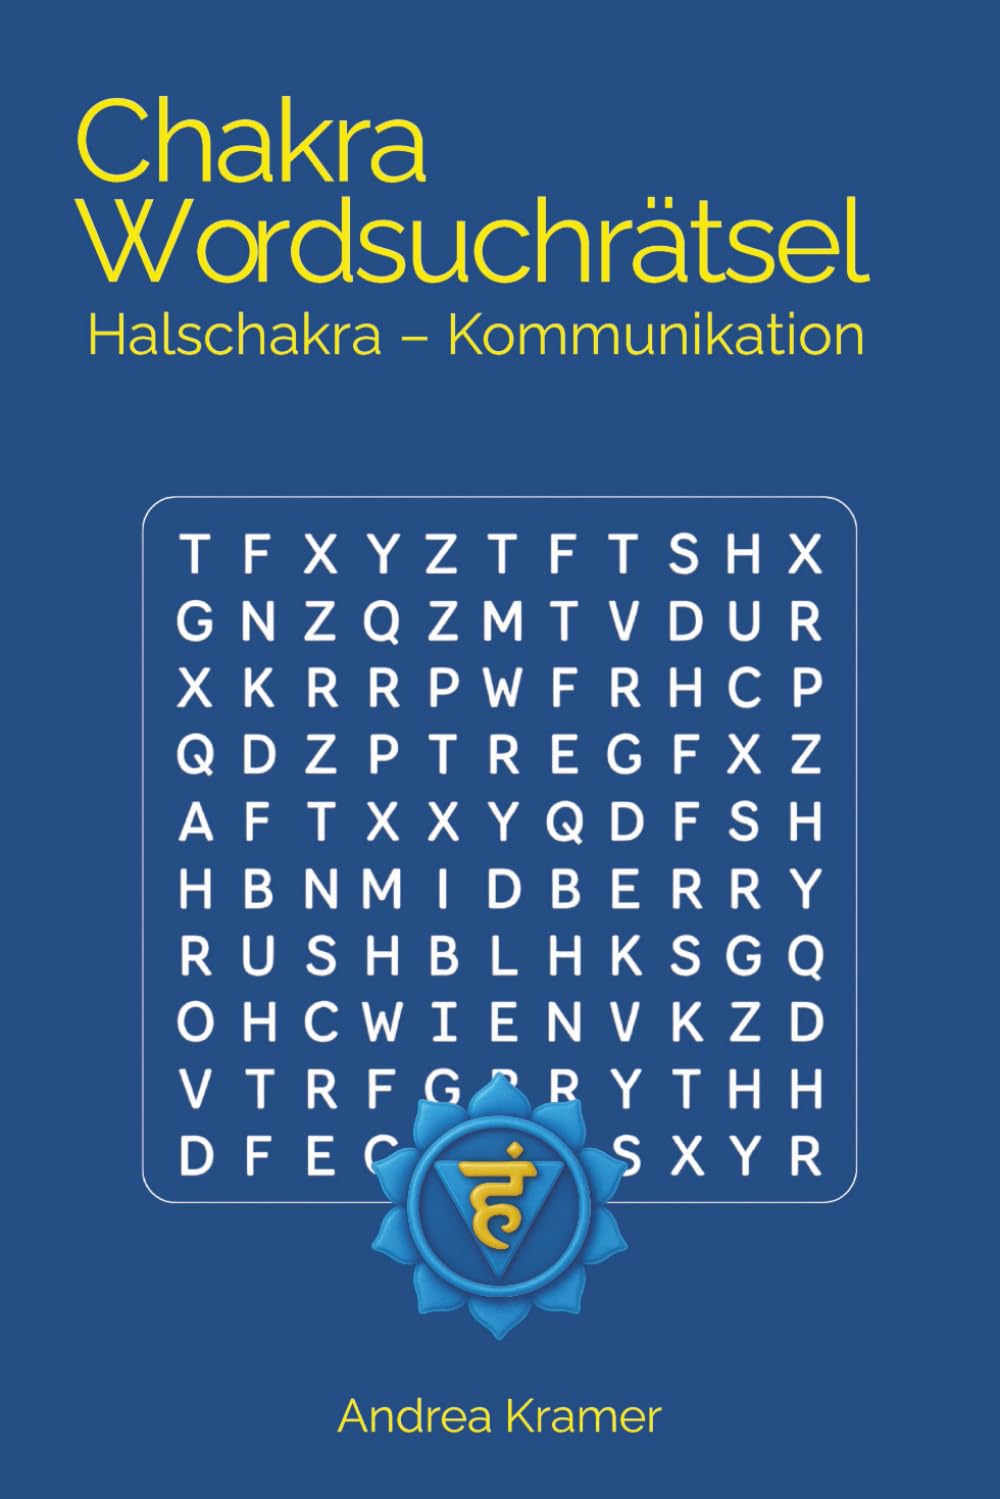 Chakra
Wordsuchrätsel
Halschakra – Kommunikation
T F X Y Z T F T S H X
G N Z Q Z M T V D U R
X K R R P W F R H C P
Q D Z P T R E G F X Z
A F T X X Y Q D F S H
H B N M I D B E R R Y
R U S H B L H K S G Q
O H C W I E N V K Z D
V T R F G R Y T H H
D F E S X Y R
हं
Andrea Kramer